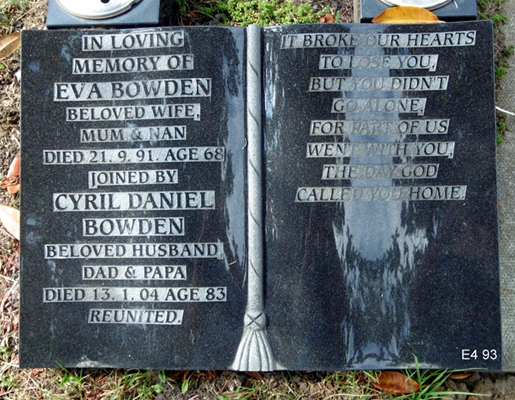 IN LOVING
MEMORY OF
EVA BOWDEN
BELOVED WIFE,
MUM & NAN
DIED 21. 9. 91. AGE 68
JOINED BY
CYRIL DANIEL
BOWDEN
BELOVED HUSBAND
DAD & PAPA
DIED 13. 1. 04 AGE 83
REUNITED.
IT BROKE OUR HEARTS
TO LOSE YOU,
BUT YOU DIDN'T
GO ALONE,
FOR PART OF US
WENT WITH YOU,
THE DAY GOD
CALLED YOU HOME.
E4 93